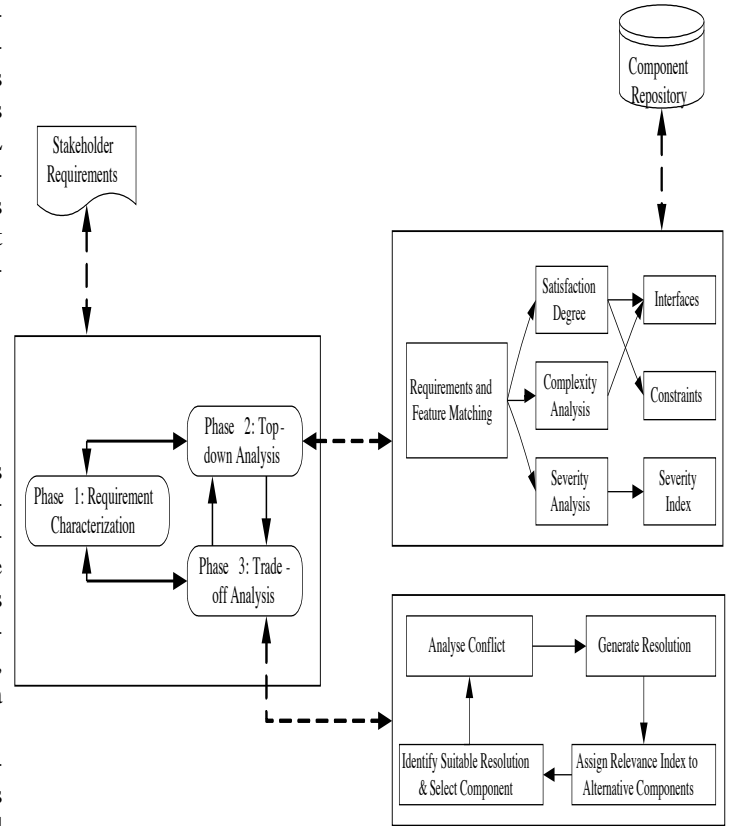 Component
Repository
Stakeholder
Requirements
Satisfaction
Degree
Interfaces
Requirements and
Feature Matching
Complexity
Analysis
Constraints
Severity
Analysis
Severity
Index
Phase 2: Top-
down Analysis
Phase 1: Requirement
Characterization
Phase 3: Trade -
off Analysis
Analyse Conflict
Generate Resolution
Identify Suitable Resolution
& Select Component
Assign Relevance Index to
Alternative Components